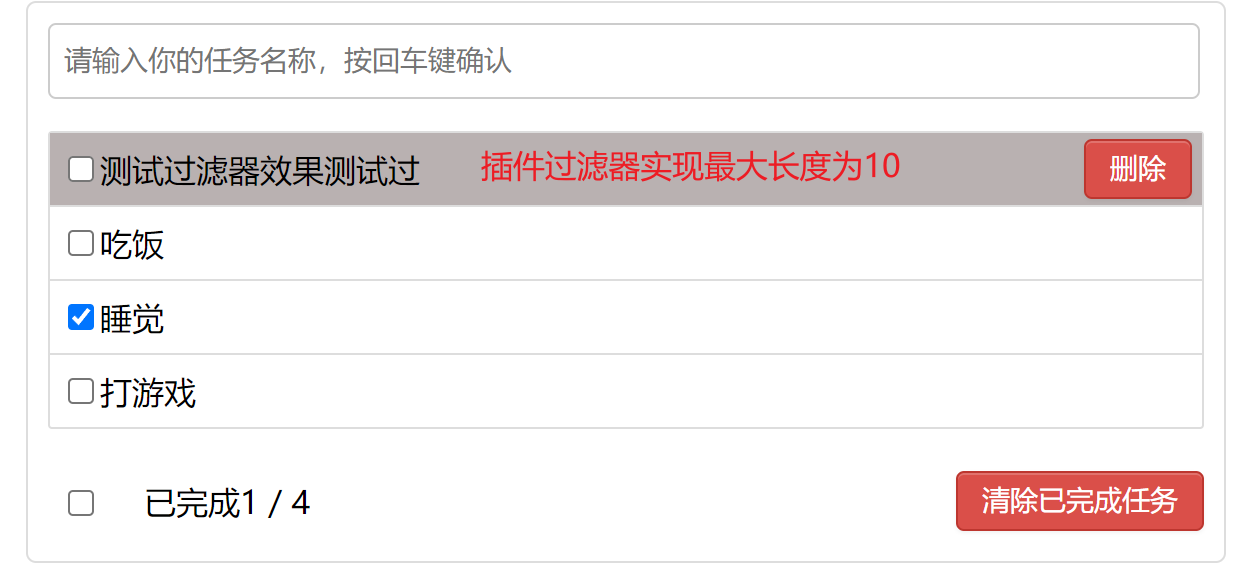 请输入你的任务名称，按回车键确认
测试过滤器效果测试过 插件过滤器实现最大长度为10 删除
吃饭
睡觉
打游戏
已完成1 / 4 清除已完成任务